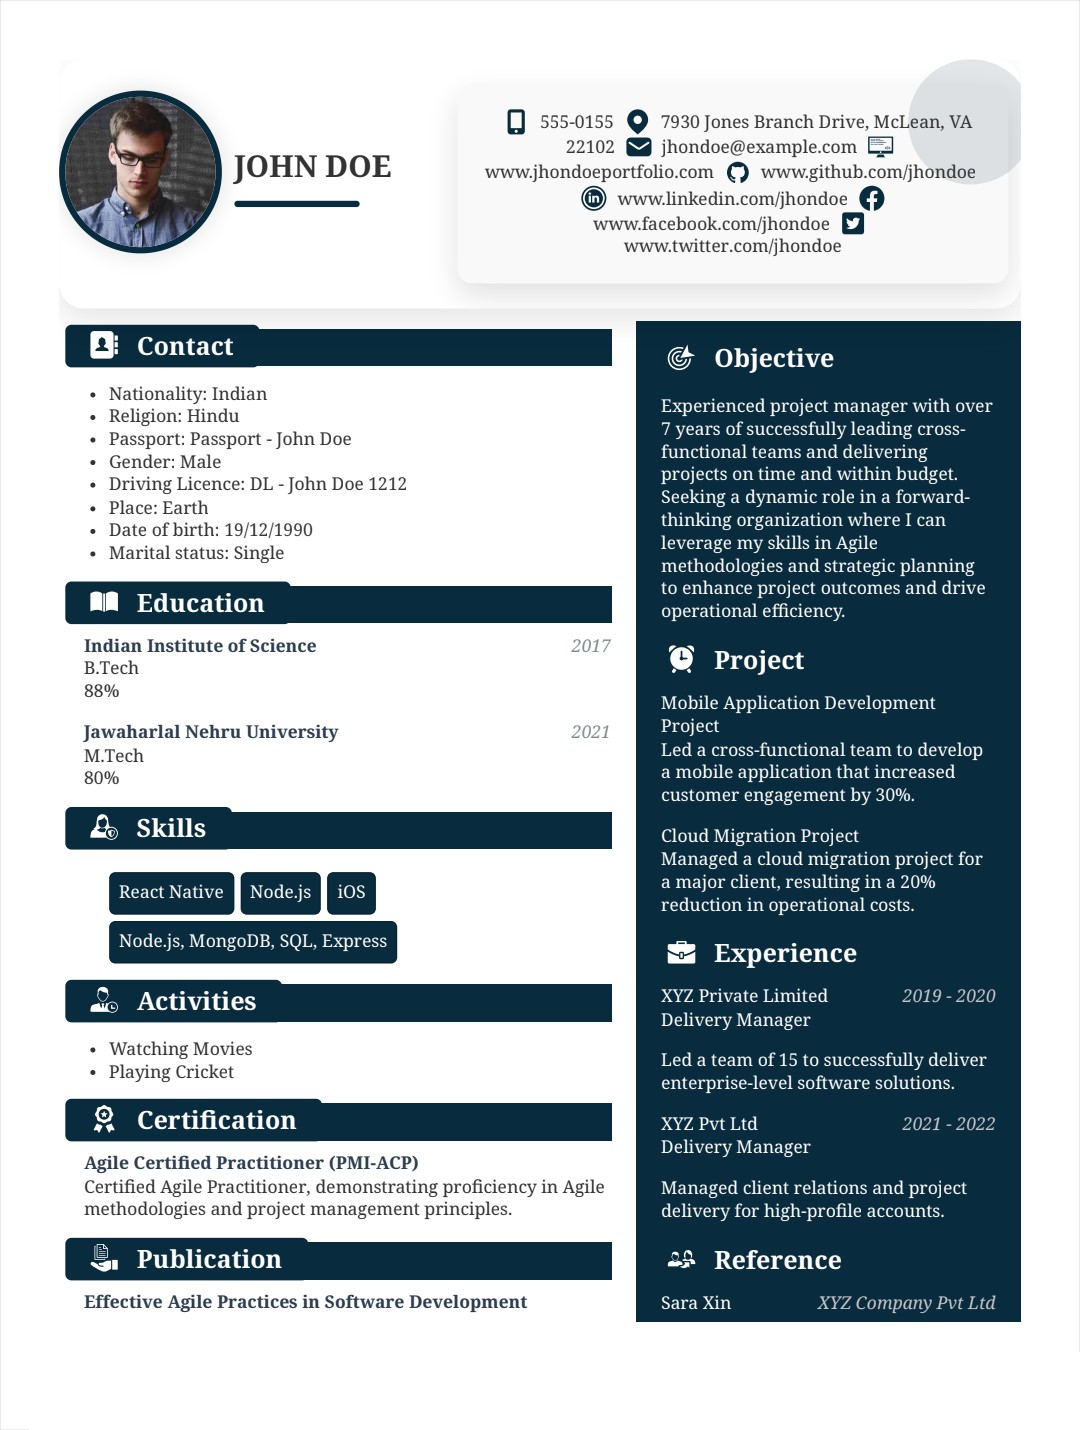 JOHN DOE
555-0155 7930 Jones Branch Drive, McLean, VA
22102 jhondoe@example.com
www.jhondoeportfolio.com www.github.com/jhondoe
www.linkedin.com/jhondoe
www.facebook.com/jhondoe
www.twitter.com/jhondoe
Contact
• Nationality: Indian
• Religion: Hindu
• Passport: Passport - John Doe
• Gender: Male
• Driving Licence: DL - John Doe 1212
• Place: Earth
• Date of birth: 19/12/1990
• Marital status: Single
Education
Indian Institute of Science 2017
B.Tech
88%
Jawaharlal Nehru University 2021
M.Tech
80%
Skills
React Native Node.js iOS
Node.js, MongoDB, SQL, Express
Activities
• Watching Movies
• Playing Cricket
Certification
Agile Certified Practitioner (PMI-ACP)
Certified Agile Practitioner, demonstrating proficiency in Agile
methodologies and project management principles.
Publication
Effective Agile Practices in Software Development
Objective
Experienced project manager with over
7 years of successfully leading cross-
functional teams and delivering
projects on time and within budget.
Seeking a dynamic role in a forward-
thinking organization where I can
leverage my skills in Agile
methodologies and strategic planning
to enhance project outcomes and drive
operational efficiency.
Project
Mobile Application Development
Project
Led a cross-functional team to develop
a mobile application that increased
customer engagement by 30%.
Cloud Migration Project
Managed a cloud migration project for
a major client, resulting in a 20%
reduction in operational costs.
Experience
XYZ Private Limited 2019 - 2020
Delivery Manager
Led a team of 15 to successfully deliver
enterprise-level software solutions.
XYZ Pvt Ltd 2021 - 2022
Delivery Manager
Managed client relations and project
delivery for high-profile accounts.
Reference
Sara Xin XYZ Company Pvt Ltd